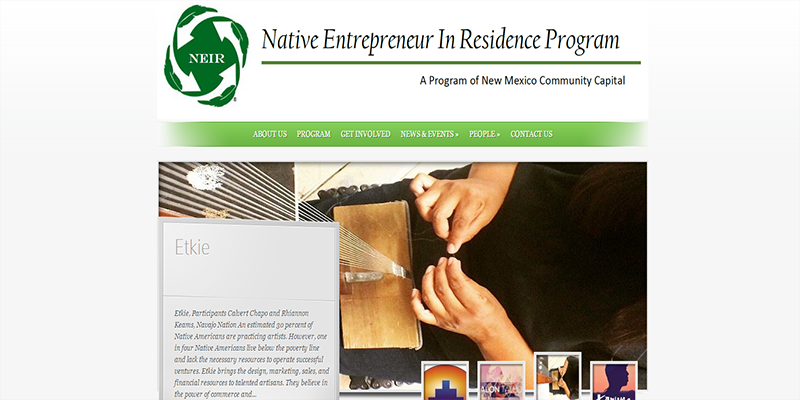 NEIR
®
Native Entrepreneur In Residence Program
A Program of New Mexico Community Capital
ABOUT US PROGRAM GET INVOLVED NEWS & EVENTS » PEOPLE » CONTACT US
Etkie
Etkie, Participants Calvert Chapo and Rhiannon
Keams, Navajo Nation An estimated 30 percent of
Native Americans are practicing artists. However, one
in four Native Americans live below the poverty line
and lack the necessary resources to operate successful
ventures. Etkie brings the design, marketing, sales, and
financial resources to talented artisans. They believe in
the power of commerce and...